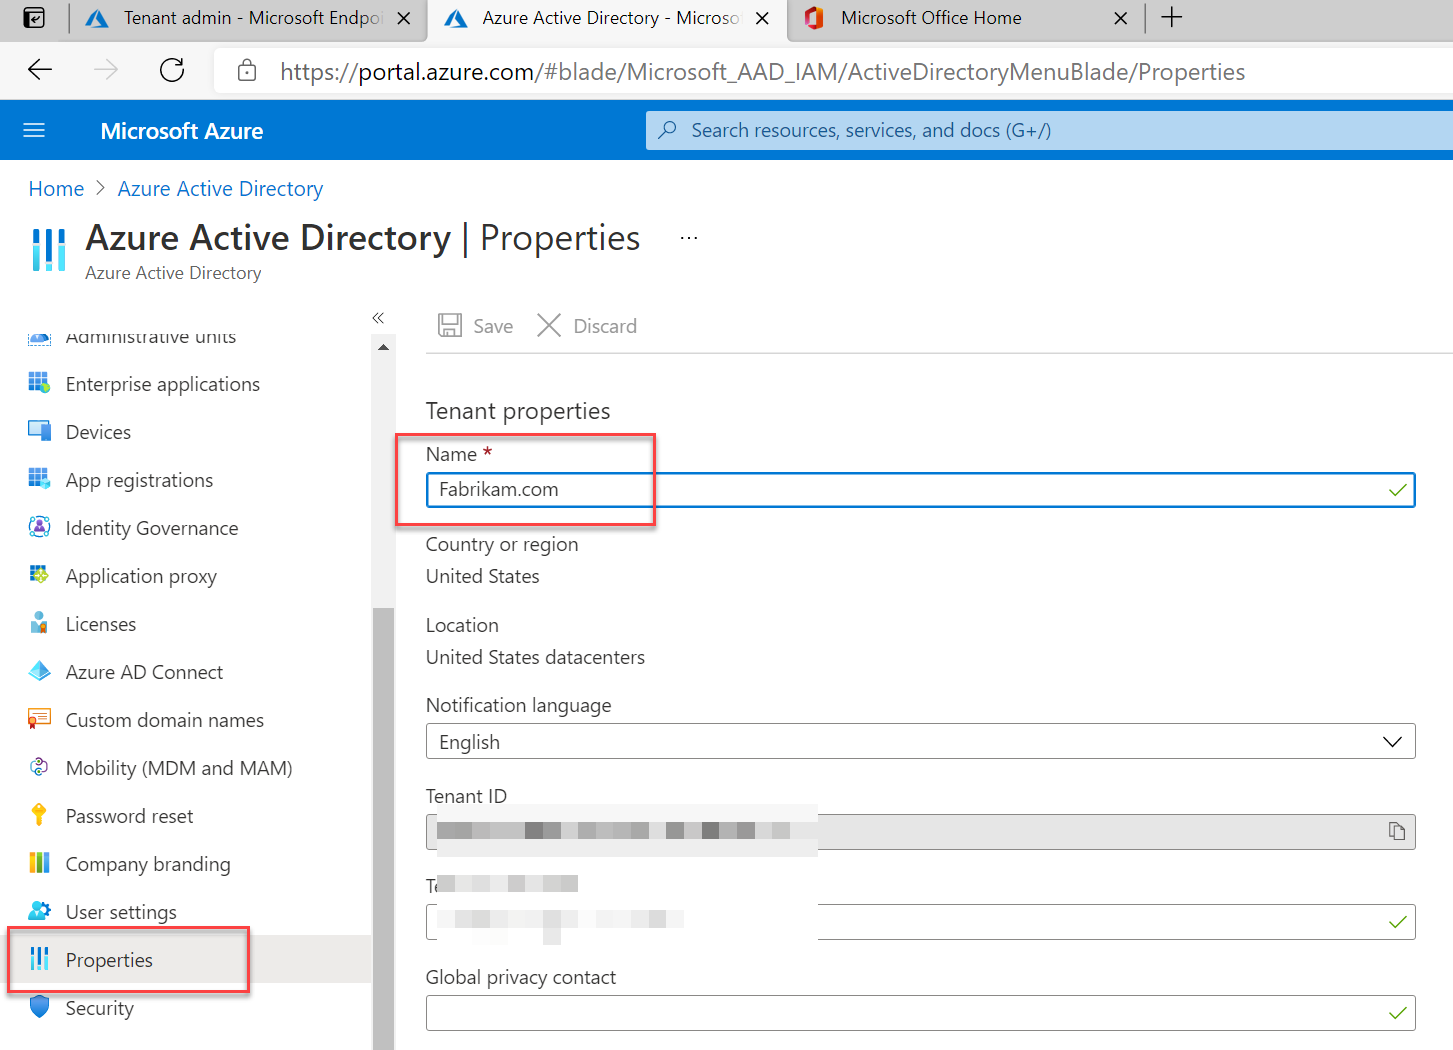 Tenant admin - Microsoft Endpoi
Azure Active Directory - Microso
Microsoft Office Home
https://portal.azure.com/#blade/Microsoft_AAD_IAM/ActiveDirectoryMenuBlade/Properties
Microsoft Azure
Search resources, services, and docs (G+/)
Home > Azure Active Directory
Azure Active Directory | Properties ...
Azure Active Directory
«
Administrative units
Enterprise applications
Devices
App registrations
Identity Governance
Application proxy
Licenses
Azure AD Connect
Custom domain names
Mobility (MDM and MAM)
Password reset
Company branding
User settings
Properties
Security
Save
Discard
Tenant properties
Name *
Fabrikam.com
Country or region
United States
Location
United States datacenters
Notification language
English
Tenant ID
Global privacy contact